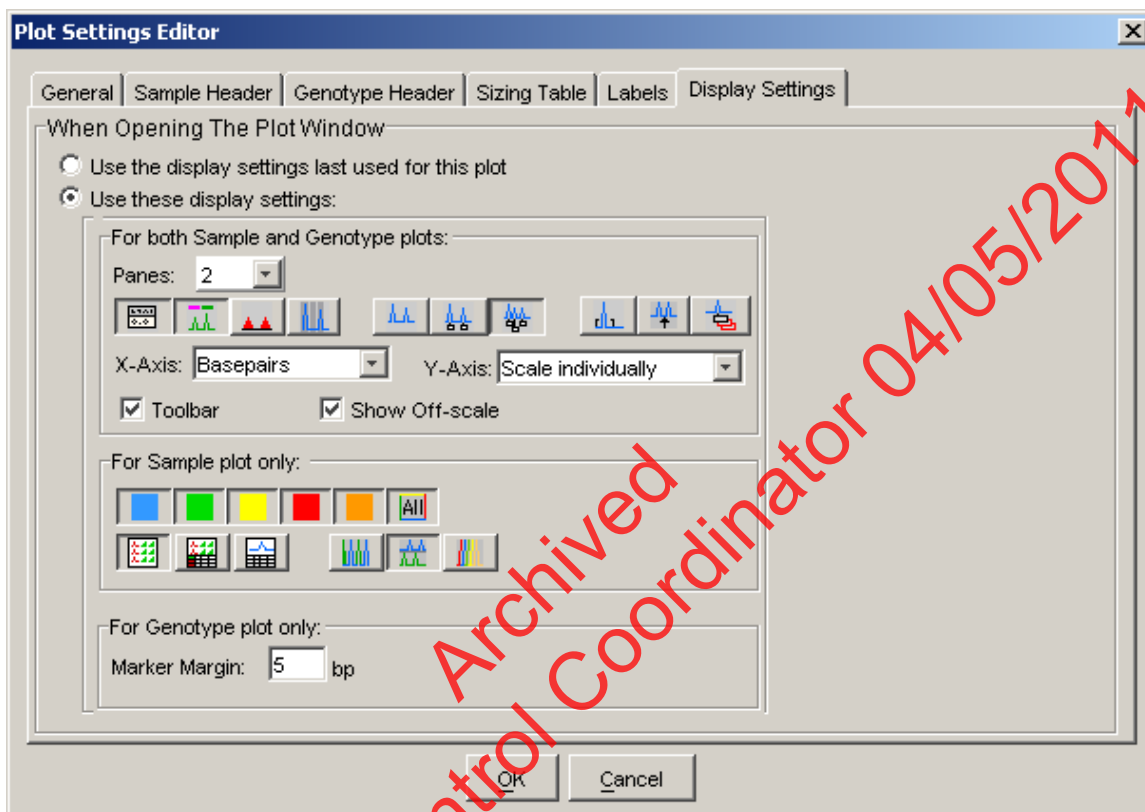 Plot Settings Editor
General Sample Header Genotype Header Sizing Table Labels Display Settings
When Opening The Plot Window
Use the display settings last used for this plot
Use these display settings:
For both Sample and Genotype plots:
Panes: 2
X-Axis: Basepairs Y-Axis: Scale individually
Toolbar Show Off-scale
For Sample plot only:
All
For Genotype plot only:
Marker Margin: 5 bp
OK Cancel
Archived
ntrol Coordinator 04/05/2011